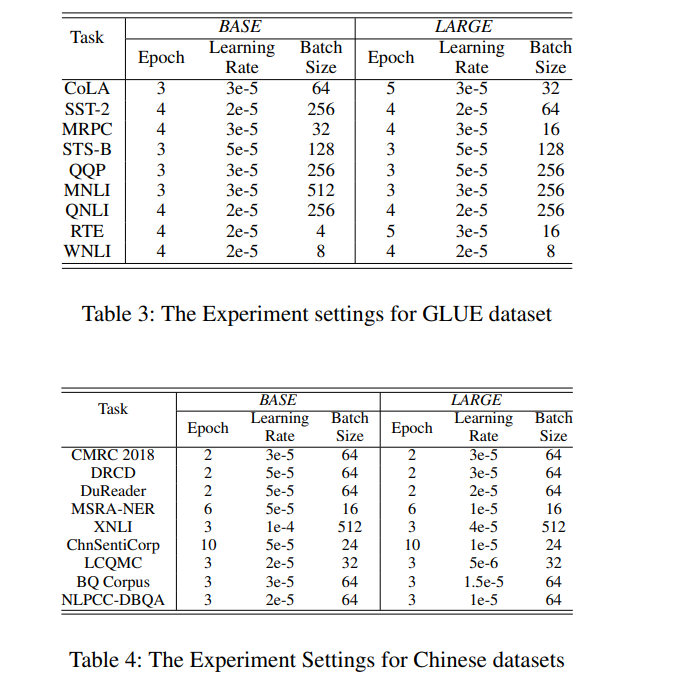 Task BASE LARGE
Epoch Learning Rate Batch Size Epoch Learning Rate Batch Size
CoLA 3 3e-5 64 5 3e-5 32
SST-2 4 2e-5 256 4 2e-5 64
MRPC 4 3e-5 32 4 3e-5 16
STS-B 3 5e-5 128 3 5e-5 128
QQP 3 3e-5 256 3 5e-5 256
MNLI 3 3e-5 512 3 3e-5 256
QNLI 4 2e-5 256 4 2e-5 256
RTE 4 2e-5 4 5 3e-5 16
WNLI 4 2e-5 8 4 2e-5 8
Table 3: The Experiment settings for GLUE dataset
Task BASE LARGE
Epoch Learning Rate Batch Size Epoch Learning Rate Batch Size
CMRC 2018 2 3e-5 64 2 3e-5 64
DRCD 2 5e-5 64 2 3e-5 64
DuReader 2 5e-5 64 2 2e-5 64
MSRA-NER 6 5e-5 16 6 1e-5 16
XNLI 3 1e-4 512 3 4e-5 512
ChnSentiCorp 10 5e-5 24 10 1e-5 24
LCQMC 3 2e-5 32 3 5e-6 32
BQ Corpus 3 3e-5 64 3 1.5e-5 64
NLPCC-DBQA 3 2e-5 64 3 1e-5 64
Table 4: The Experiment Settings for Chinese datasets